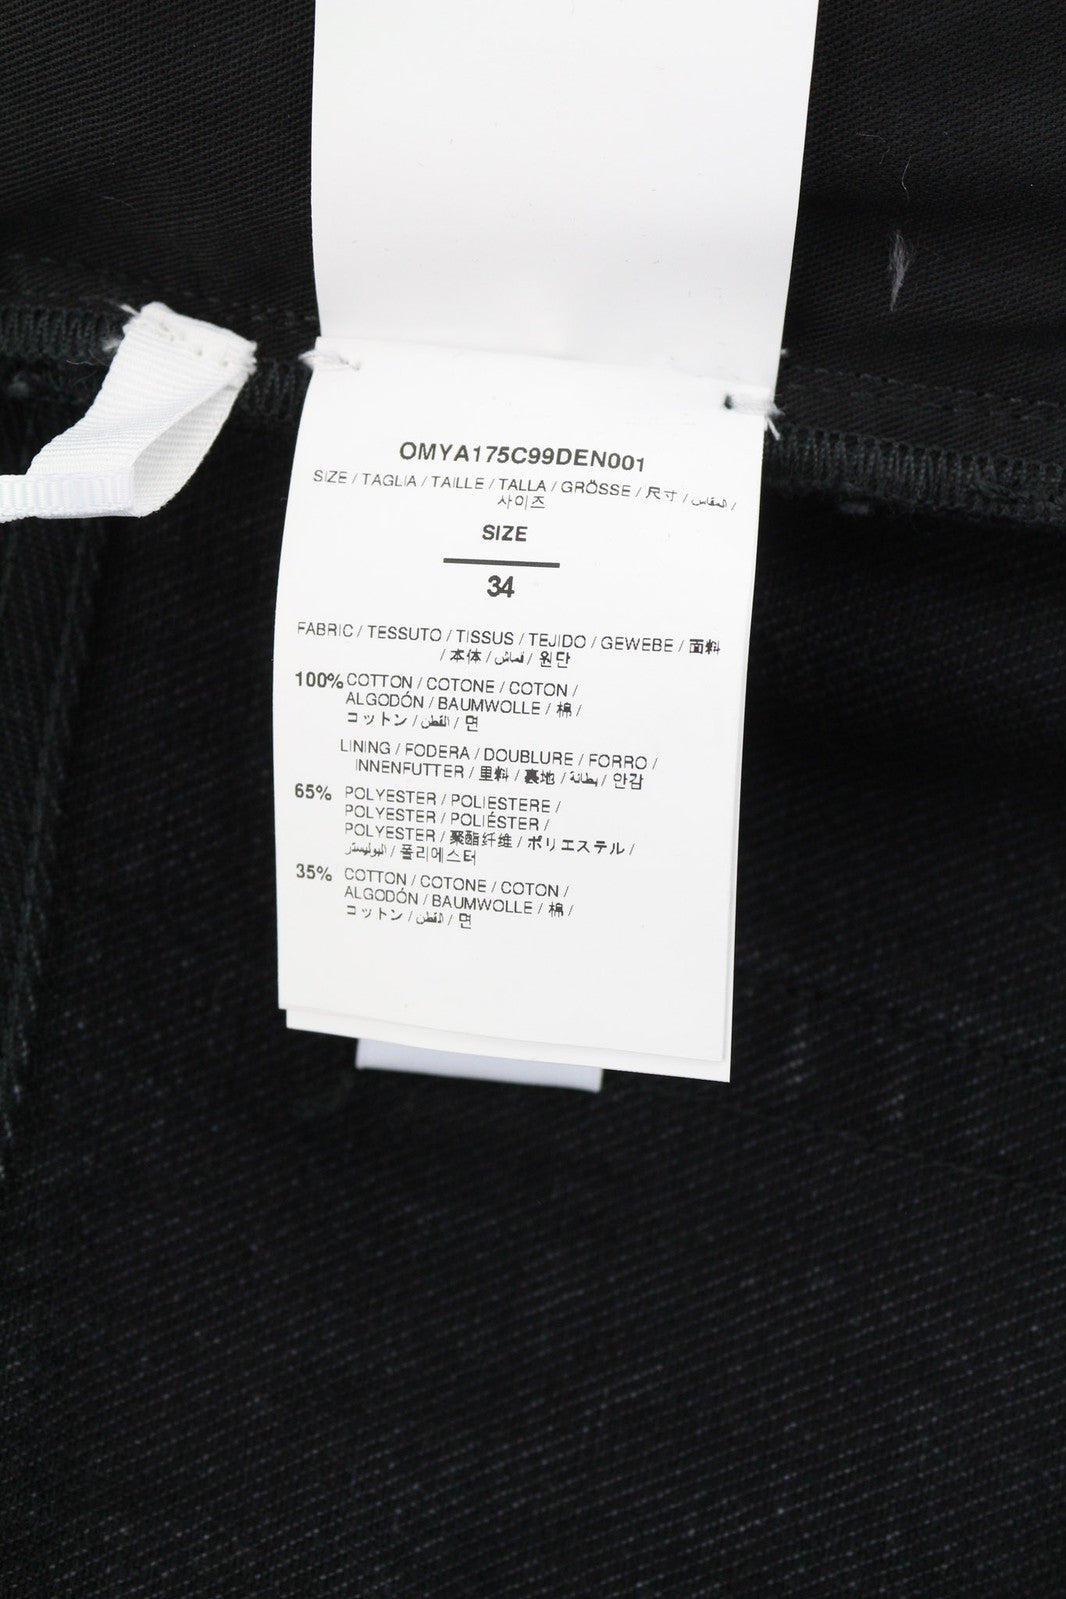 OMYA175C99DEN001
SIZE / TAGLIA / TAILLE / TALLA / GRÖSSE / 尺寸 / المقاس /
사이즈
SIZE
34
FABRIC / TESSUTO / TISSUS / TEJIDO / GEWEBE / 面料
/ 本体 / قماش / 원단
100% COTTON / COTONE / COTON /
ALGODÓN / BAUMWOLLE / 棉 /
コットン / القطن / 면
LINING / FODERA / DOUBLURE / FORRO /
INNENFUTTER / 里料 / 裏地 / بطانة / 안감
65% POLYESTER / POLIESTERE /
POLYESTER / POLIÉSTER /
POLYESTER / 聚酯纤维 / ポリエステル /
البوليستر / 폴리에스터
35% COTTON / COTONE / COTON /
ALGODÓN / BAUMWOLLE / 棉 /
コットン / القطن / 면